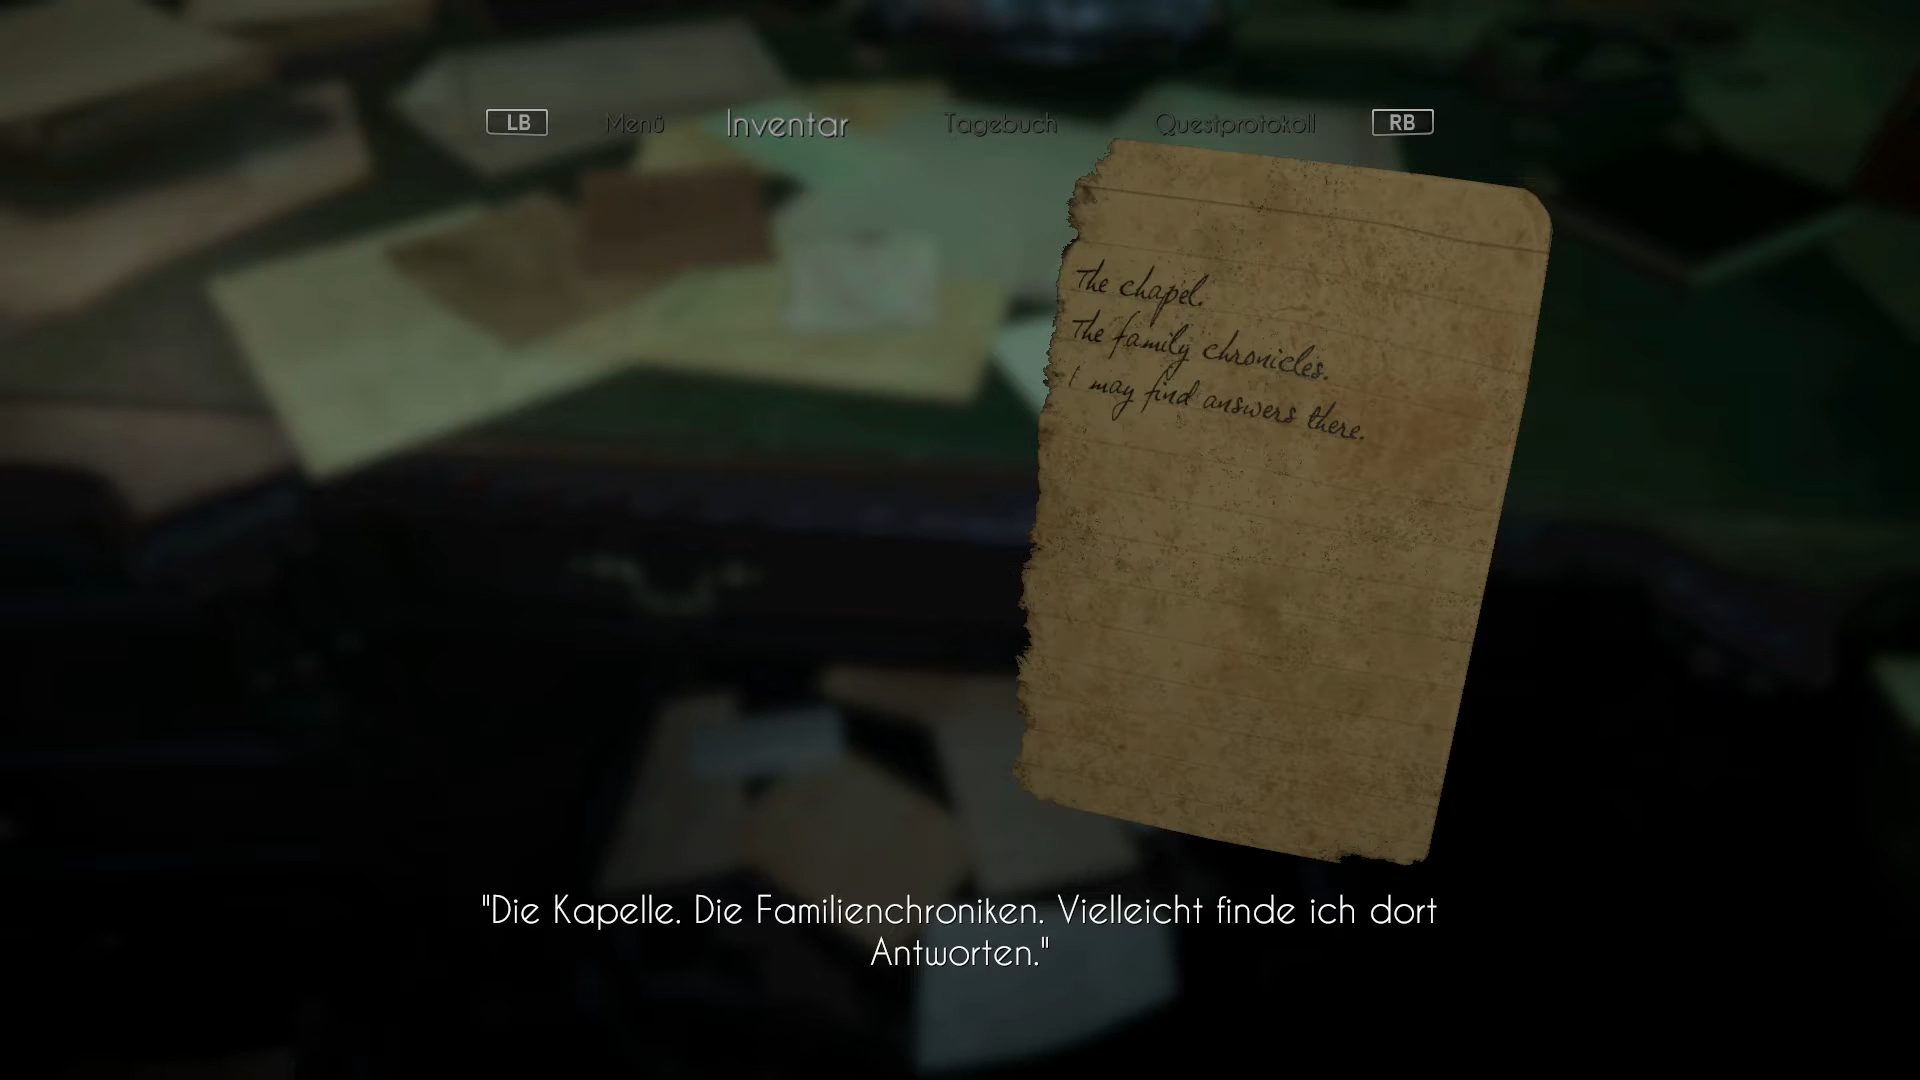 LB Menü Inventar Tagebuch Questprotokoll RB
The chapel.
The family chronicles.
I may find answers there.
"Die Kapelle. Die Familienchroniken. Vielleicht finde ich dort
Antworten."